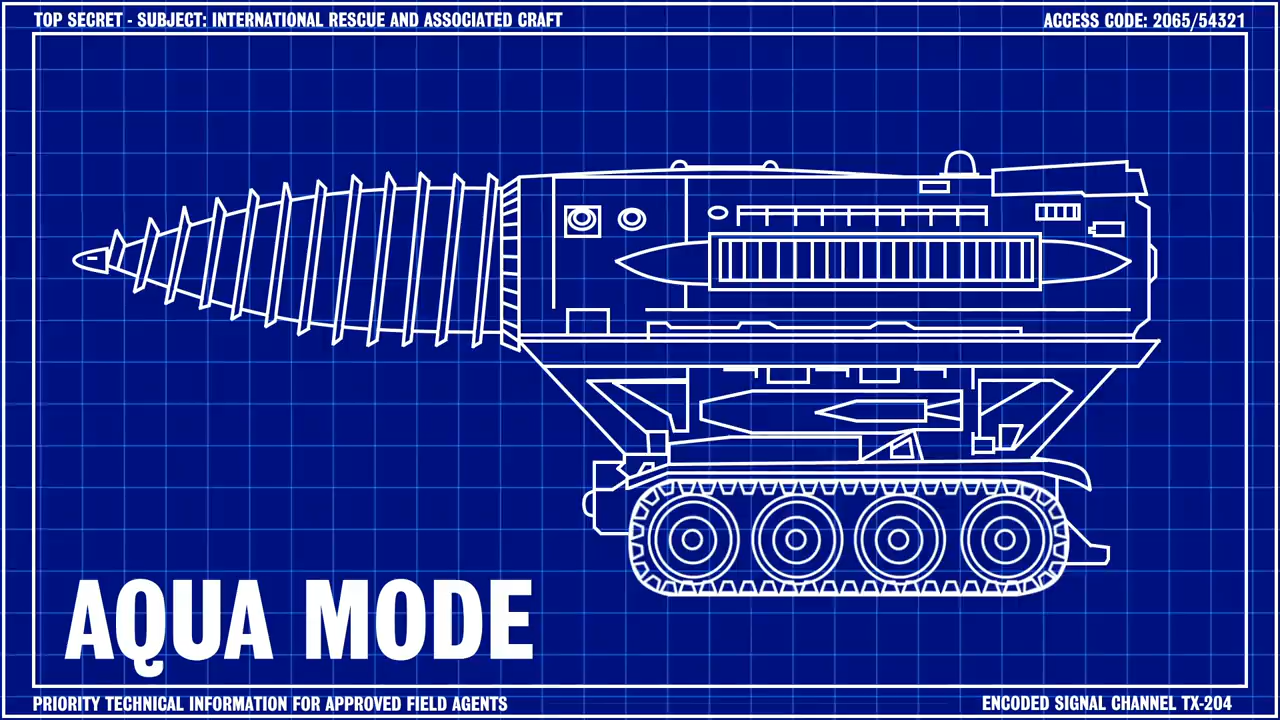 TOP SECRET - SUBJECT: INTERNATIONAL RESCUE AND ASSOCIATED CRAFT
ACCESS CODE: 2065/54321
AQUA MODE
PRIORITY TECHNICAL INFORMATION FOR APPROVED FIELD AGENTS
ENCODED SIGNAL CHANNEL TX-204